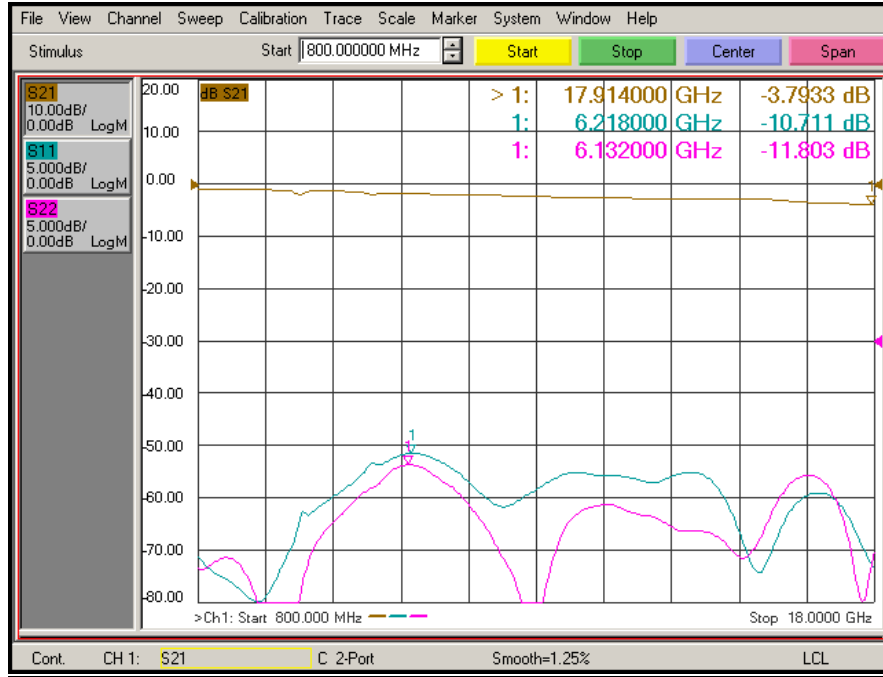 File View Channel Sweep Calibration Trace Scale Marker System Window Help
Stimulus Start 800.000000 MHz Start Stop Center Span
S21
10.00dB/
0.00dB LogM
S11
5.000dB/
0.00dB LogM
S22
5.000dB/
0.00dB LogM
dB S21
> 1: 17.914000 GHz -3.7933 dB
1: 6.218000 GHz -10.711 dB
1: 6.132000 GHz -11.803 dB
20.00
10.00
0.00
-10.00
-20.00
-30.00
-40.00
-50.00
-60.00
-70.00
-80.00
1
1
1
>Ch1: Start 800.000 MHz Stop 18.0000 GHz
Cont. CH 1: S21 C 2-Port Smooth=1.25% LCL